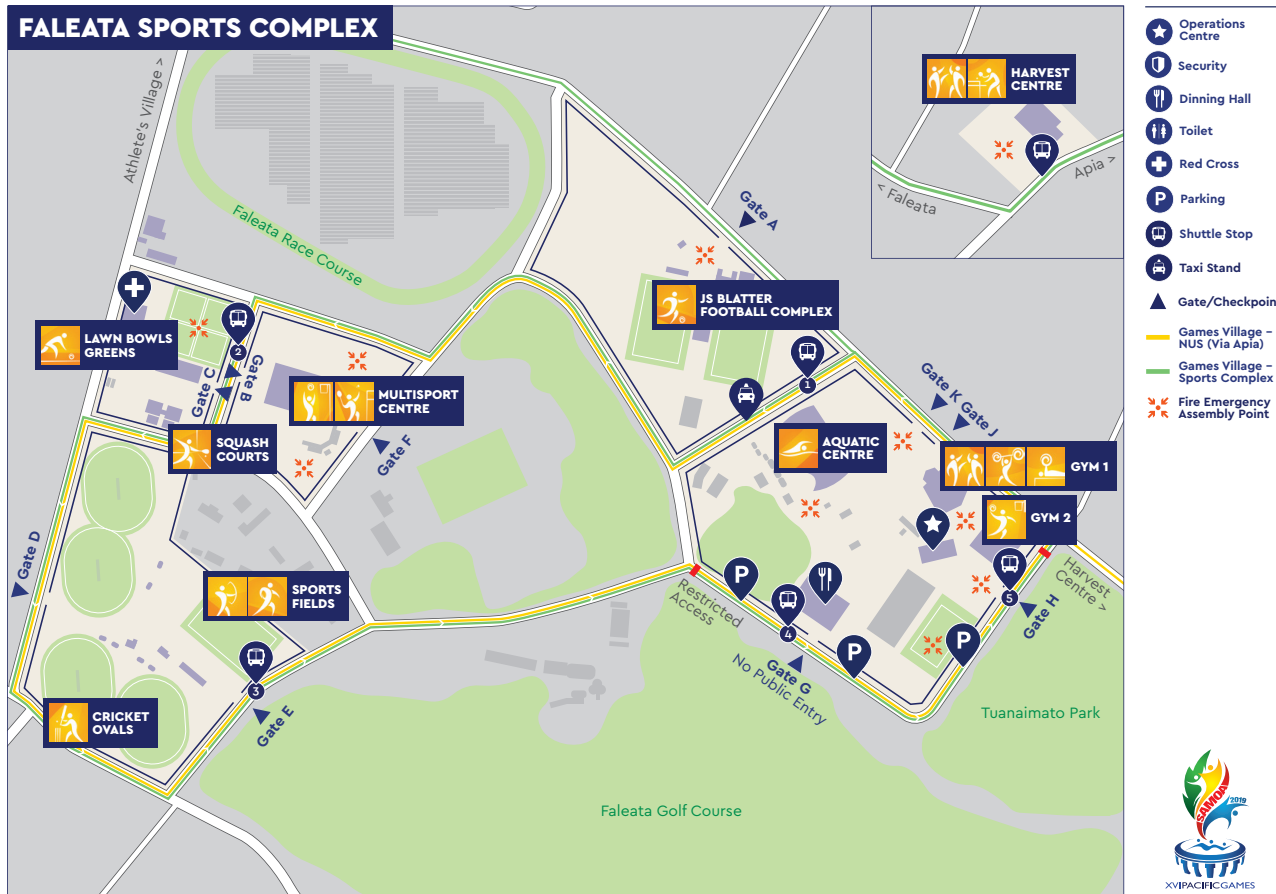 FALEATA SPORTS COMPLEX
Athlete's Village >
Faleata Race Course
HARVEST
CENTRE
Apia >
< Faleata
Gate A
JS BLATTER
FOOTBALL COMPLEX
1
LAWN BOWLS
GREENS
2
Gate C
Gate B
MULTISPORT
CENTRE
Gate F
SQUASH
COURTS
Gate K
Gate J
AQUATIC
CENTRE
GYM 1
GYM 2
Gate D
SPORTS
FIELDS
3
Gate E
CRICKET
OVALS
Restricted
Access
P
4
P
P
5
Gate G
No Public Entry
Gate H
Harvest
Centre >
Tuanaimato Park
Faleata Golf Course
Operations
Centre
Security
Dinning Hall
Toilet
Red Cross
P
Parking
Shuttle Stop
Taxi Stand
Gate/Checkpoin
Games Village –
NUS (Via Apia)
Games Village –
Sports Complex
Fire Emergency
Assembly Point
SAMOA
2019
XVIPACIFICGAMES